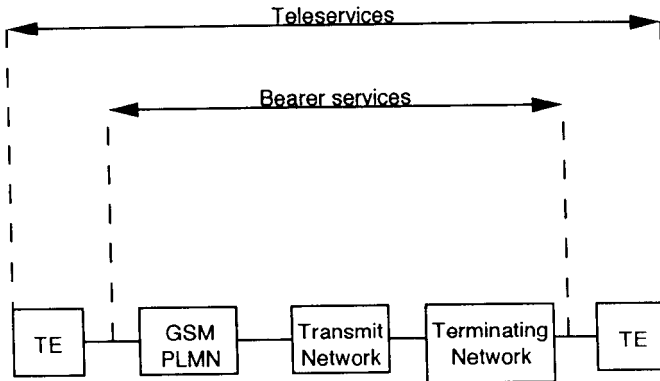 Teleservices
Bearer services
TE
GSM
PLMN
Transmit
Network
Terminating
Network
TE